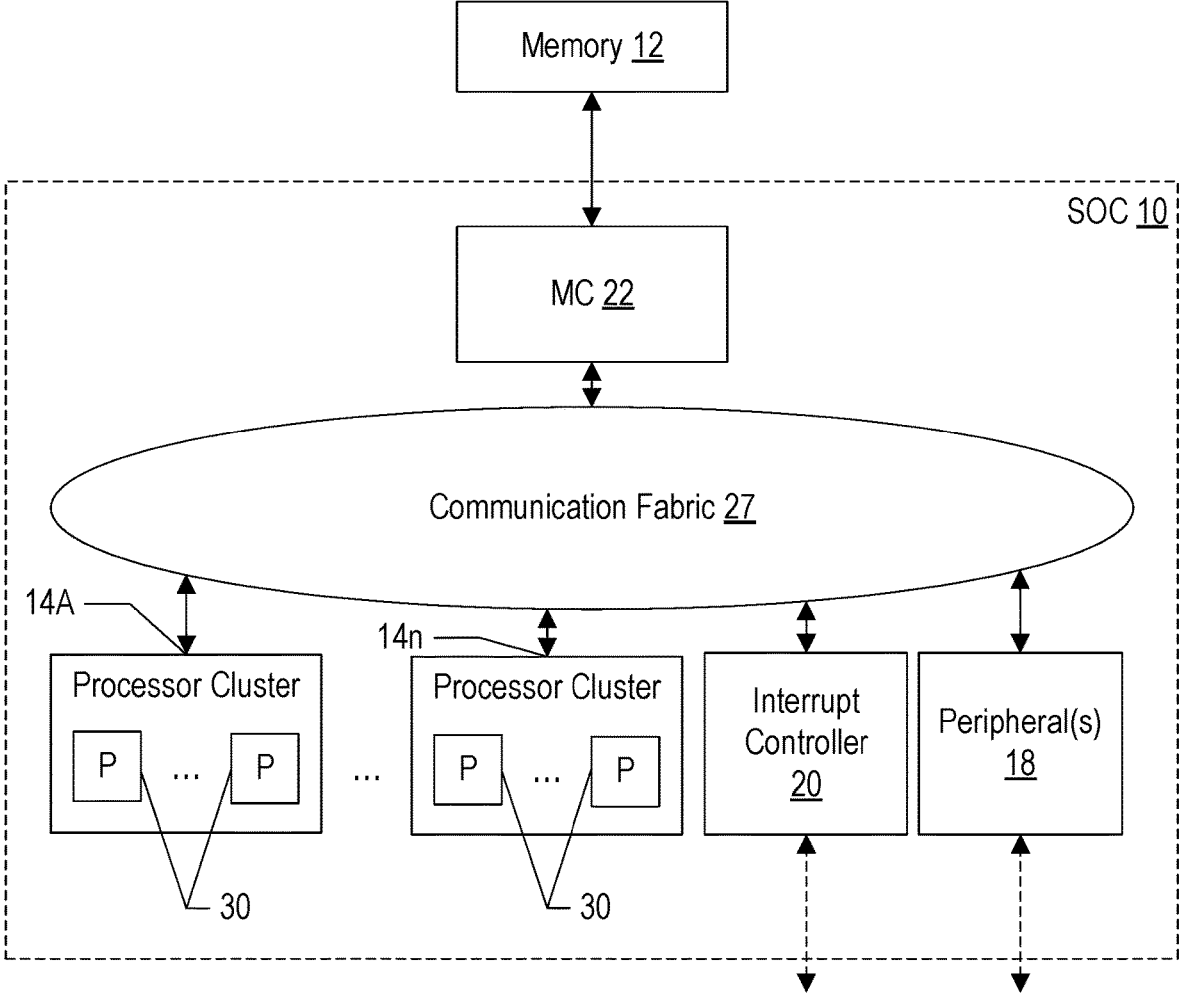 Memory 12
SOC 10
MC 22
Communication Fabric 27
14A
14n
Processor Cluster
P ... P
...
Processor Cluster
P ... P
Interrupt
Controller
20
Peripheral(s)
18
30
30